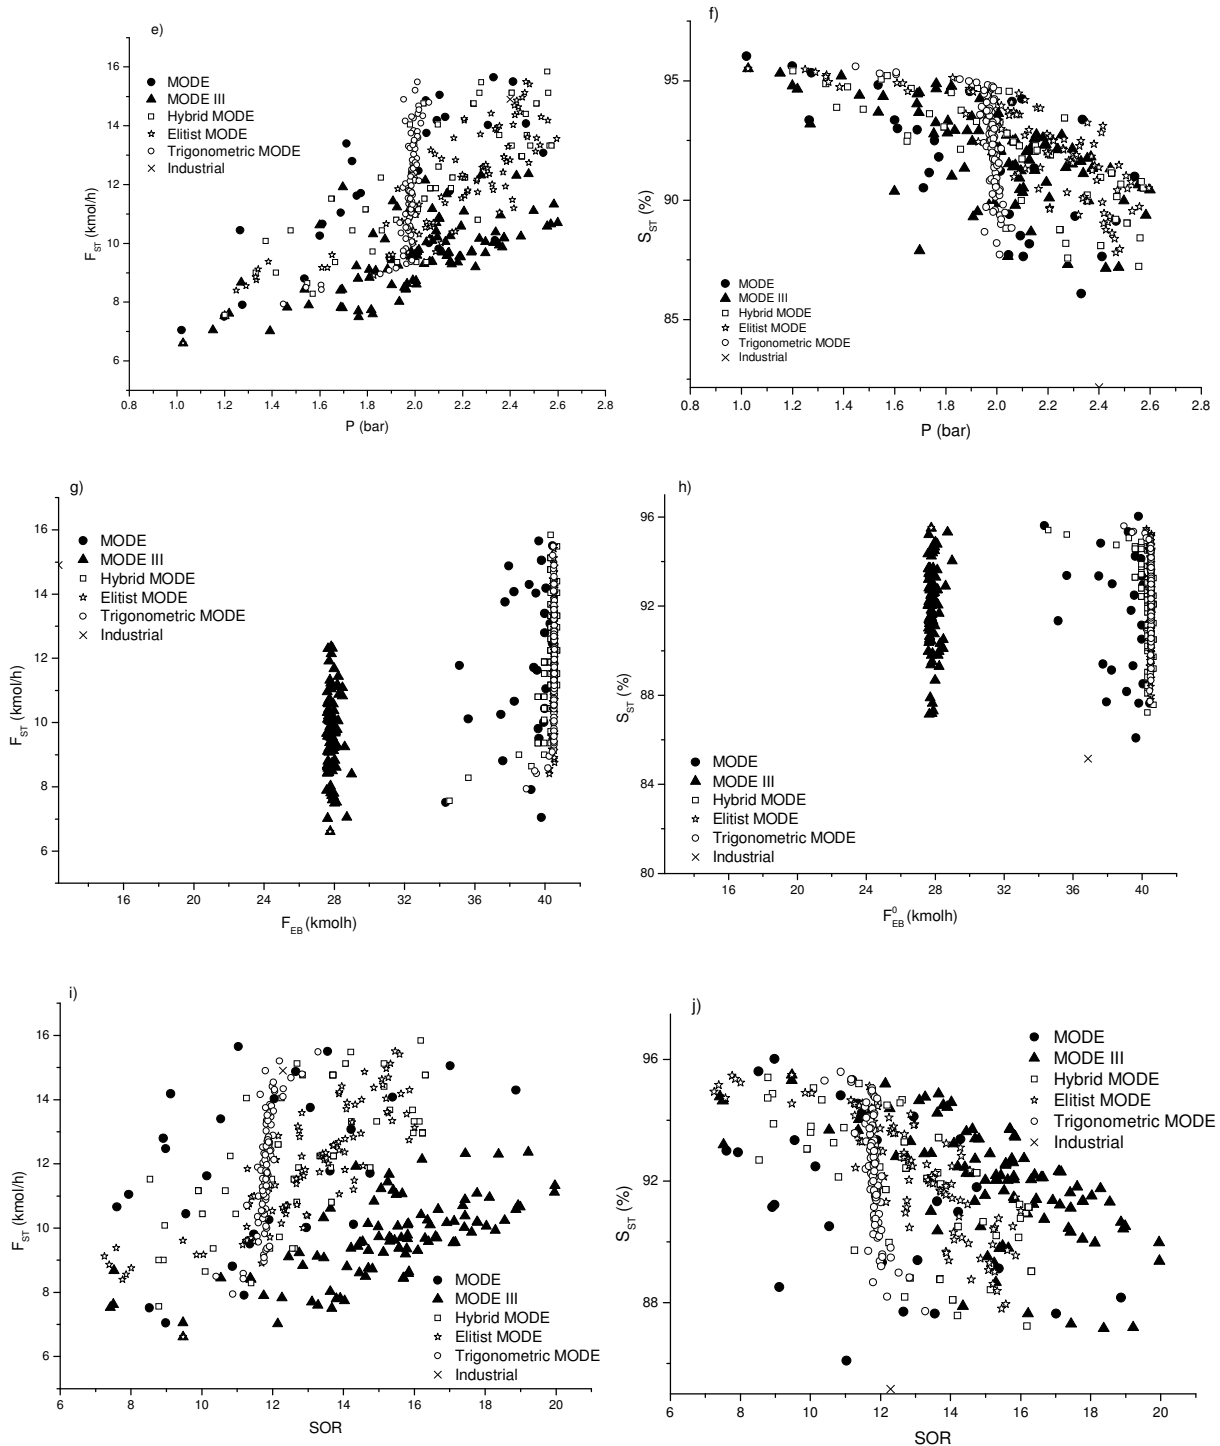 e)
16
14
12
10
8
6
F_ST (kmol/h)
MODE
MODE III
Hybrid MODE
Elitist MODE
Trigonometric MODE
Industrial
0.8 1.0 1.2 1.4 1.6 1.8 2.0 2.2 2.4 2.6 2.8
P (bar)
f)
95
90
85
S_ST (%)
MODE
MODE III
Hybrid MODE
Elitist MODE
Trigonometric MODE
Industrial
0.8 1.0 1.2 1.4 1.6 1.8 2.0 2.2 2.4 2.6 2.8
P (bar)
g)
16
14
12
10
8
6
F_ST (kmol/h)
MODE
MODE III
Hybrid MODE
Elitist MODE
Trigonometric MODE
Industrial
16 20 24 28 32 36 40
F_EB (kmolh)
h)
96
92
88
84
80
S_ST (%)
MODE
MODE III
Hybrid MODE
Elitist MODE
Trigonometric MODE
Industrial
16 20 24 28 32 36 40
F^0_EB (kmolh)
i)
16
14
12
10
8
6
F_ST (kmol/h)
MODE
MODE III
Hybrid MODE
Elitist MODE
Trigonometric MODE
Industrial
6 8 10 12 14 16 18 20
SOR
j)
96
92
88
S_ST (%)
MODE
MODE III
Hybrid MODE
Elitist MODE
Trigonometric MODE
Industrial
6 8 10 12 14 16 18 20
SOR